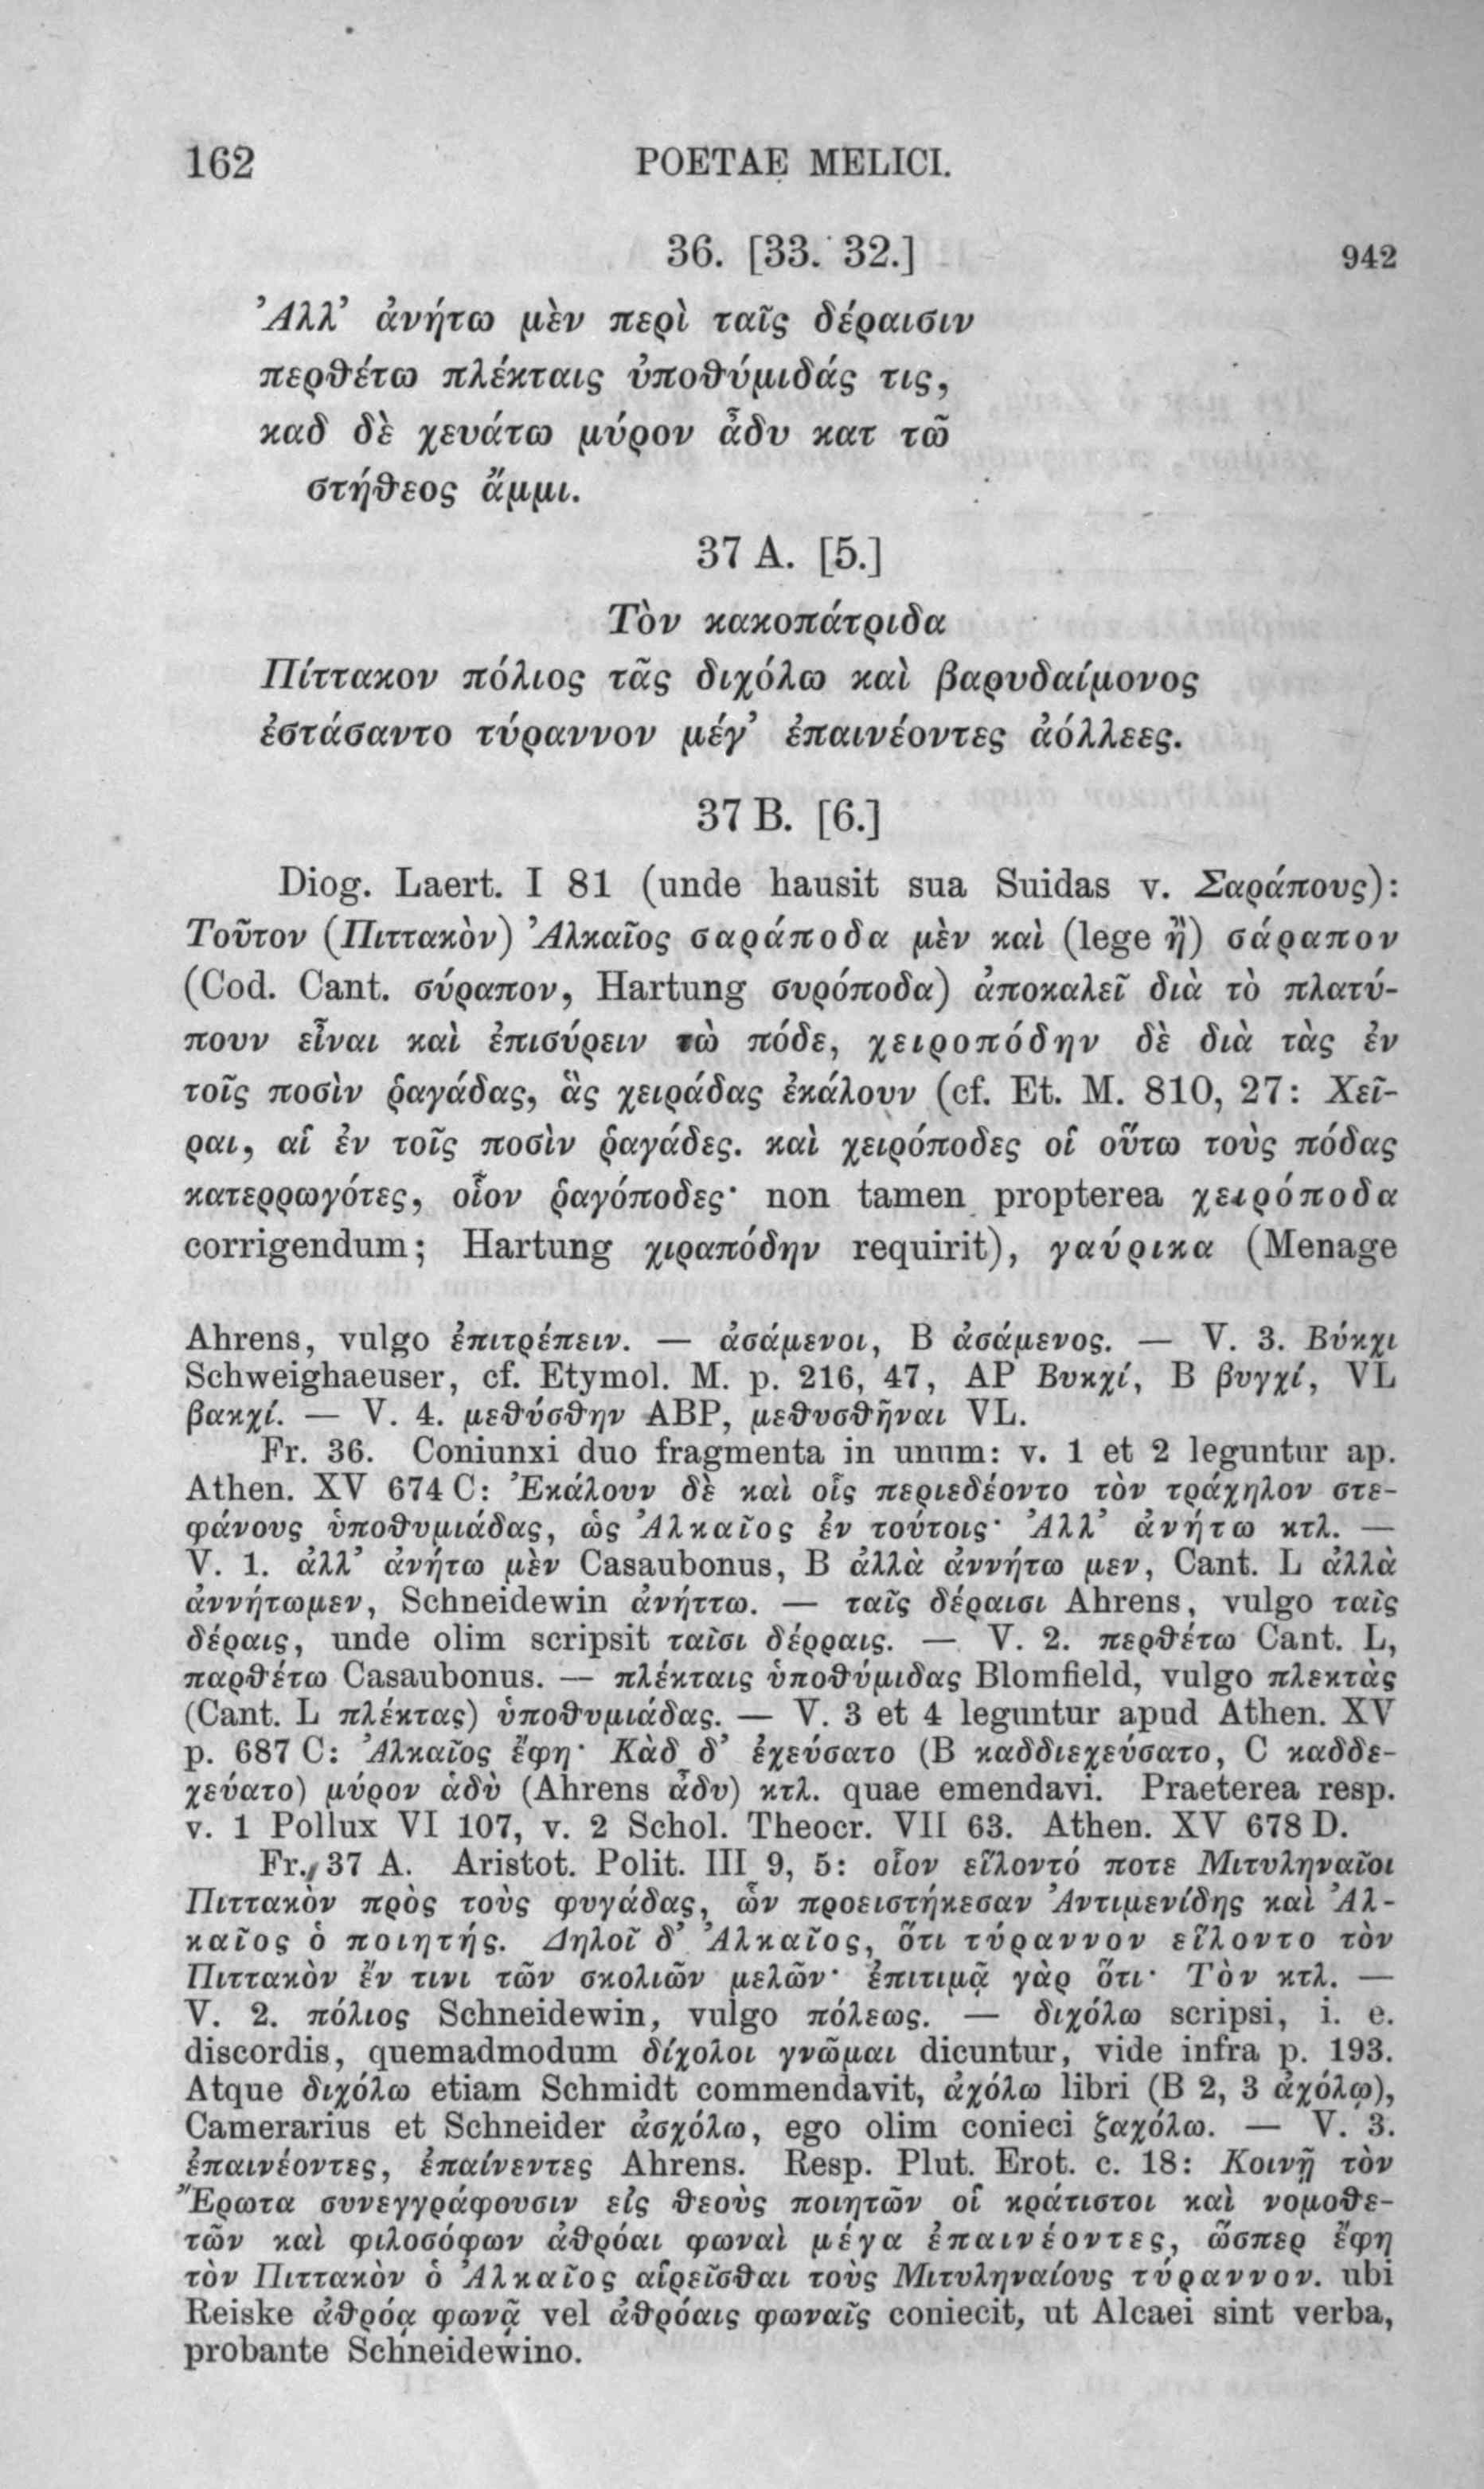 162 POETAE MELICI.
36. [33. 32.] 942
Ἀλλ’ ἀνήτω μὲν περὶ ταῖς δέραισιν
περθέτω πλέκταις ὐποθύμιδάς τις,
καδ δὲ χευάτω μύρον ἆδυ κατ τῶ
στήθεος ἄμμι.
37 A. [5.]
Τὸν κακοπάτριδα
Πίττακον πόλιος τᾶς διχόλω καὶ βαρυδαίμονος
ἐστάσαντο τύραννον μέγ’ ἐπαινέοντες ἀόλλεες.
37 B. [6.]
Diog. Laert. I 81 (unde hausit sua Suidas v. Σαράπους):
Τοῦτον (Πιττακὸν) Ἀλκαῖος σαράποδα μὲν καὶ (lege ἢ) σάραπον
(Cod. Cant. σύραπον, Hartung συρόποδα) ἀποκαλεῖ διὰ τὸ πλατύ-
πουν εἶναι καὶ ἐπισύρειν τὼ πόδε, χειροπόδην δὲ διὰ τὰς ἐν
τοῖς ποσὶν ῥαγάδας, ἃς χειράδας ἐκάλουν (cf. Et. M. 810, 27: Χεῖ-
ραι, αἱ ἐν τοῖς ποσὶν ῥαγάδες. καὶ χειρόποδες οἱ οὕτω τοὺς πόδας
κατερρωγότες, οἷον ῥαγόποδες· non tamen propterea χειρόποδα
corrigendum; Hartung χιραπόδην requirit), γαύρικα (Menage
Ahrens, vulgo ἐπιτρέπειν. — ἀσάμενοι, B ἀσάμενος. — V. 3. Βύκχι
Schweighaeuser, cf. Etymol. M. p. 216, 47, AP Βυκχί, B βυγχί, VL
βακχί. — V. 4. μεθύσθην ABP, μεθυσθῆναι VL.
Fr. 36. Coniunxi duo fragmenta in unum: v. 1 et 2 leguntur ap.
Athen. XV 674 C: Ἐκάλουν δὲ καὶ οἷς περιεδέοντο τὸν τράχηλον στε-
φάνους ὑποθυμιάδας, ὡς Ἀλκαῖος ἐν τούτοις· Ἀλλ’ ἀνήτω κτλ. —
V. 1. ἀλλ’ ἀνήτω μὲν Casaubonus, B ἀλλὰ ἀννήτω μεν, Cant. L ἀλλὰ
ἀννήτωμεν, Schneidewin ἀνήττω. — ταῖς δέραισι Ahrens, vulgo ταῖς
δέραις, unde olim scripsit ταῖσι δέρραις. — V. 2. περθέτω Cant. L,
παρθέτω Casaubonus. — πλέκταις ὑποθύμιδας Blomfield, vulgo πλεκτὰς
(Cant. L πλέκτας) ὑποθυμιάδας. — V. 3 et 4 leguntur apud Athen. XV
p. 687 C: Ἀλκαῖος ἔφη· Κὰδ δ’ ἐχεύσατο (B καδδιεχεύσατο, C καδδε-
χεύατο) μύρον ἁδὺ (Ahrens ἆδυ) κτλ. quae emendavi. Praeterea resp.
v. 1 Pollux VI 107, v. 2 Schol. Theocr. VII 63. Athen. XV 678 D.
Fr. 37 A. Aristot. Polit. III 9, 5: οἷον εἵλοντό ποτε Μιτυληναῖοι
Πιττακὸν πρὸς τοὺς φυγάδας, ὧν προειστήκεσαν Ἀντιμενίδης καὶ Ἀλ-
καῖος ὁ ποιητής. Δηλοῖ δ’ Ἀλκαῖος, ὅτι τύραννον εἵλοντο τὸν
Πιττακὸν ἔν τινι τῶν σκολιῶν μελῶν· ἐπιτιμᾷ γὰρ ὅτι· Τὸν κτλ. —
V. 2. πόλιος Schneidewin, vulgo πόλεως. — διχόλω scripsi, i. e.
discordis, quemadmodum δίχολοι γνῶμαι dicuntur, vide infra p. 193.
Atque διχόλω etiam Schmidt commendavit, ἀχόλω libri (B 2, 3 ἀχόλῳ),
Camerarius et Schneider ἀσχόλω, ego olim conieci ζαχόλω. — V. 3.
ἐπαινέοντες, ἐπαίνεντες Ahrens. Resp. Plut. Erot. c. 18: Κοινῇ τὸν
Ἔρωτα συνεγγράφουσιν εἰς θεοὺς ποιητῶν οἱ κράτιστοι καὶ νομοθε-
τῶν καὶ φιλοσόφων ἀθρόαι φωναὶ μέγα ἐπαινέοντες, ὥσπερ ἔφη
τὸν Πιττακὸν ὁ Ἀλκαῖος αἱρεῖσθαι τοὺς Μιτυληναίους τύραννον. ubi
Reiske ἀθρόᾳ φωνᾷ vel ἀθρόαις φωναῖς coniecit, ut Alcaei sint verba,
probante Schneidewino.